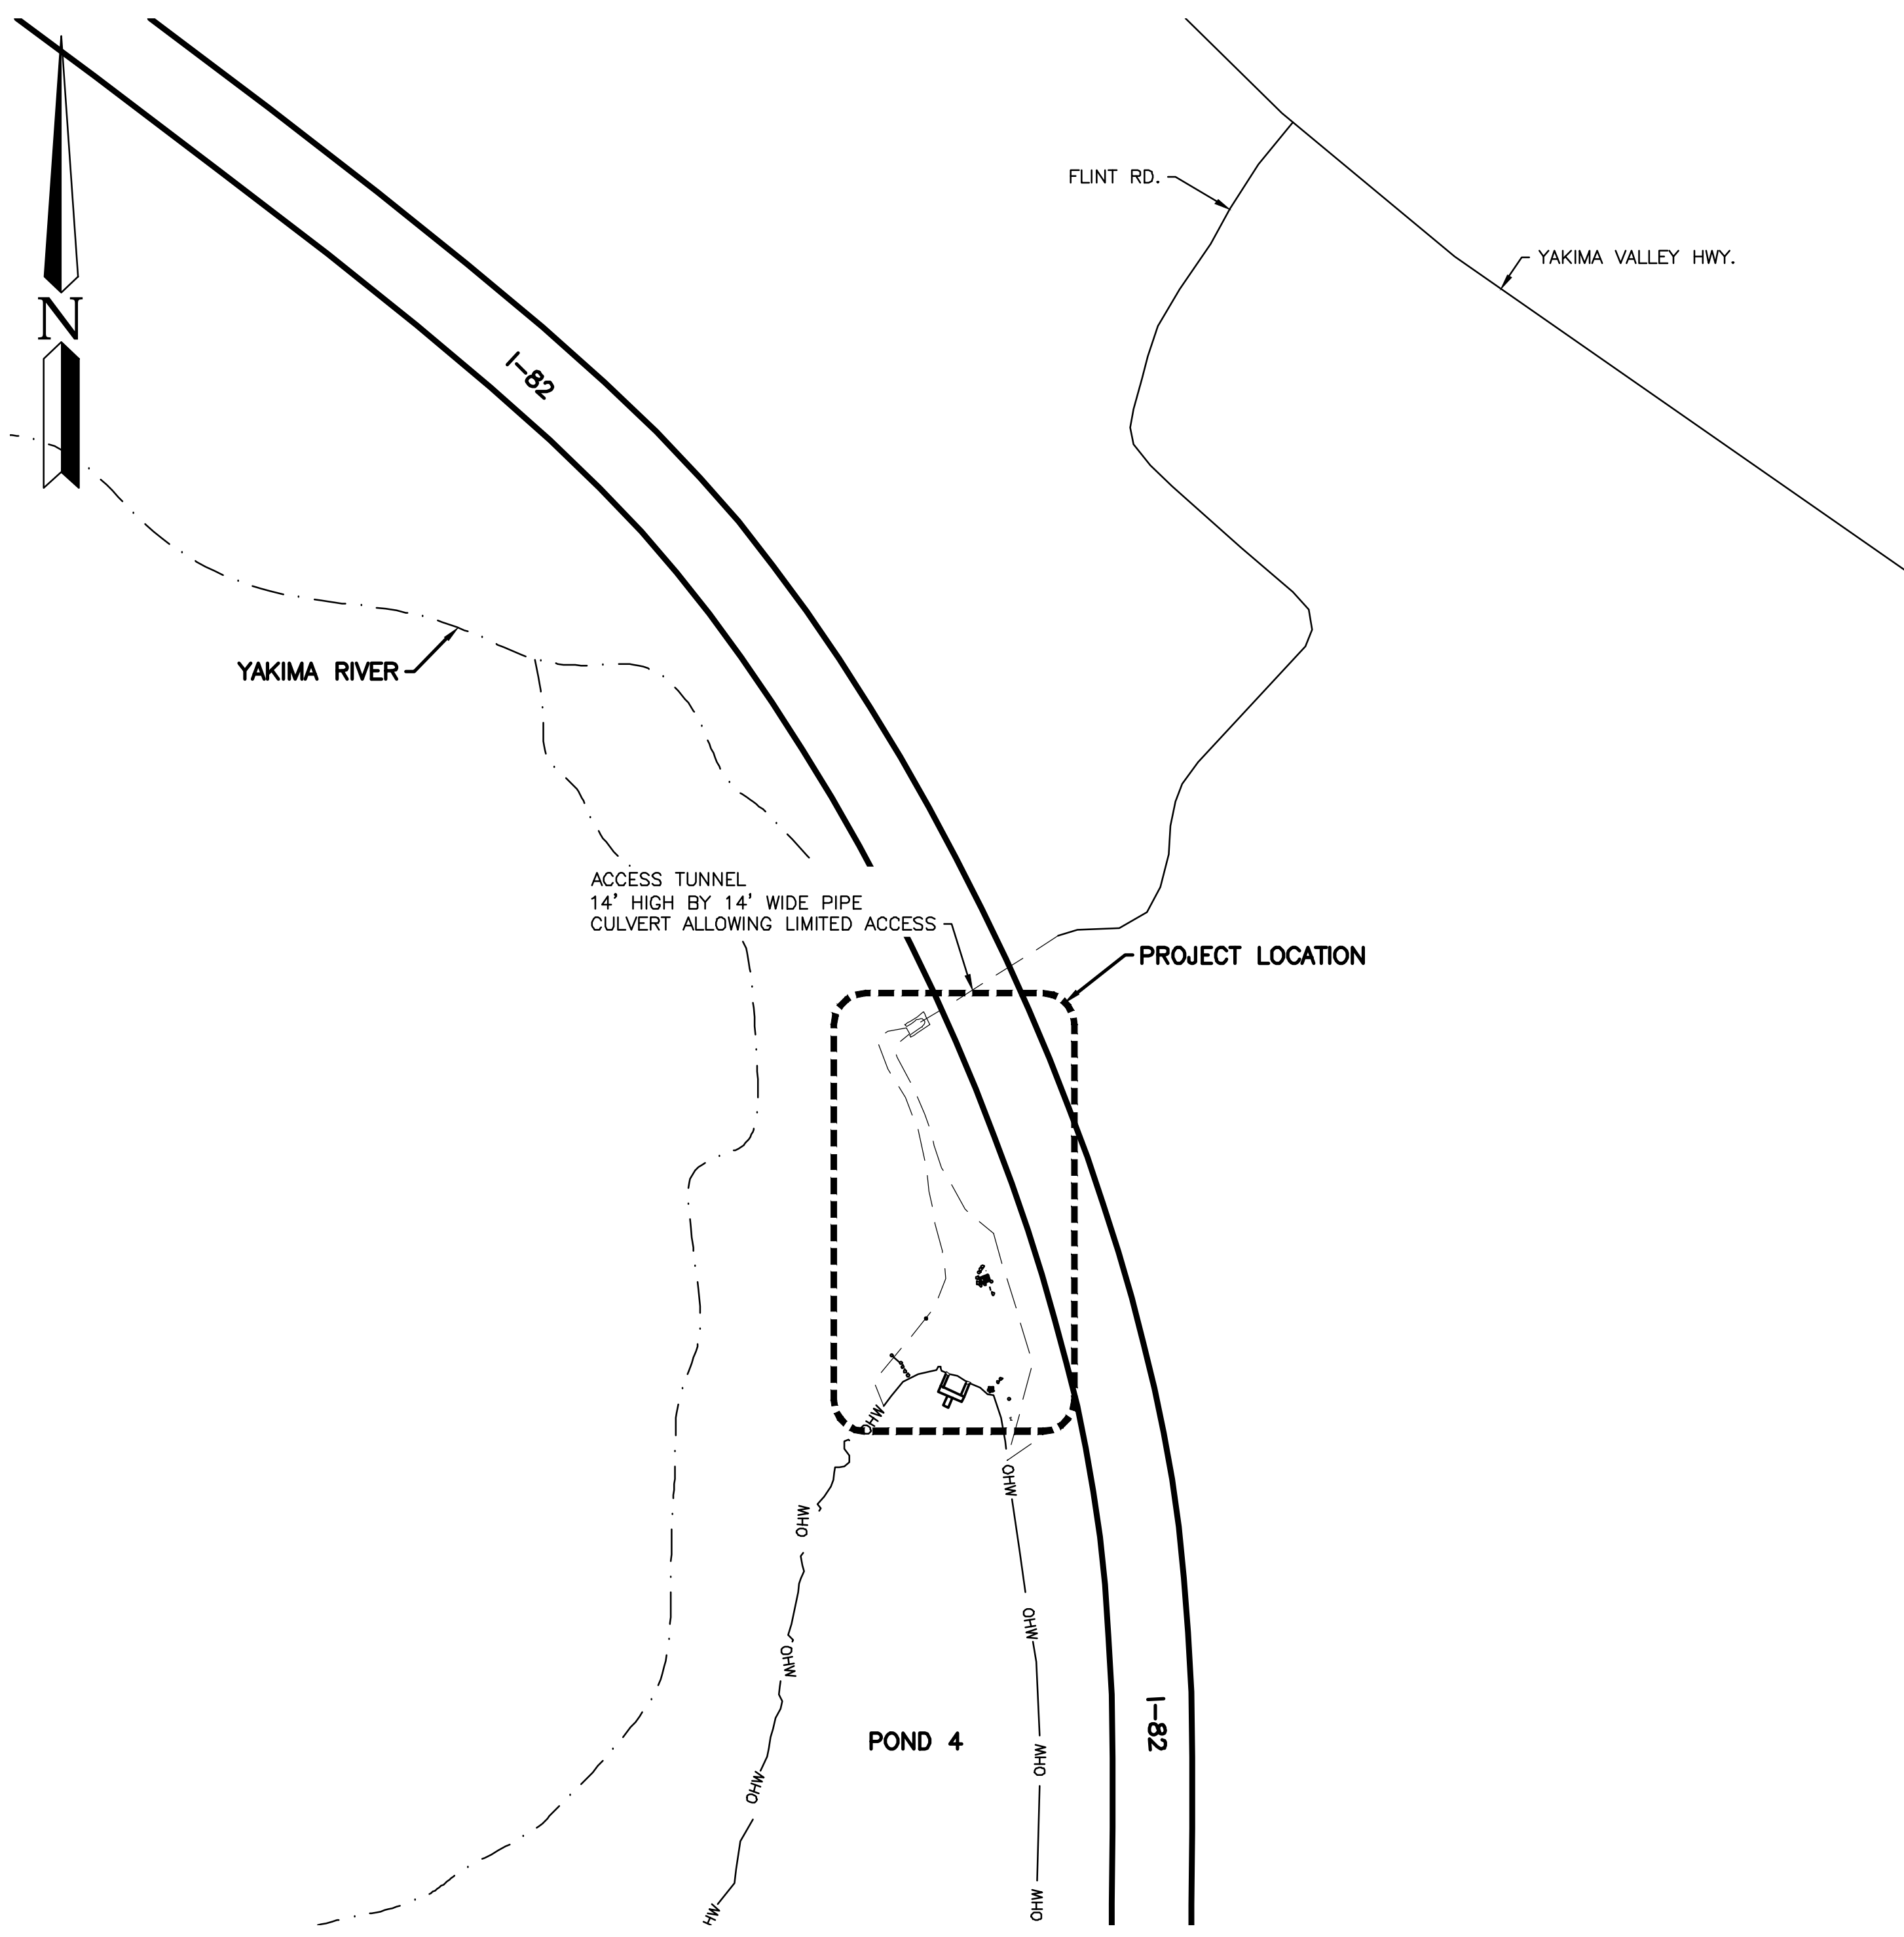 FLINT RD.
YAKIMA VALLEY HWY.
N
I-82
YAKIMA RIVER
ACCESS TUNNEL
14' HIGH BY 14' WIDE PIPE
CULVERT ALLOWING LIMITED ACCESS
PROJECT LOCATION
OHW
OHW
OHW
OHW
OHW
I-82
POND 4
OHW
OHW
HW
OHW